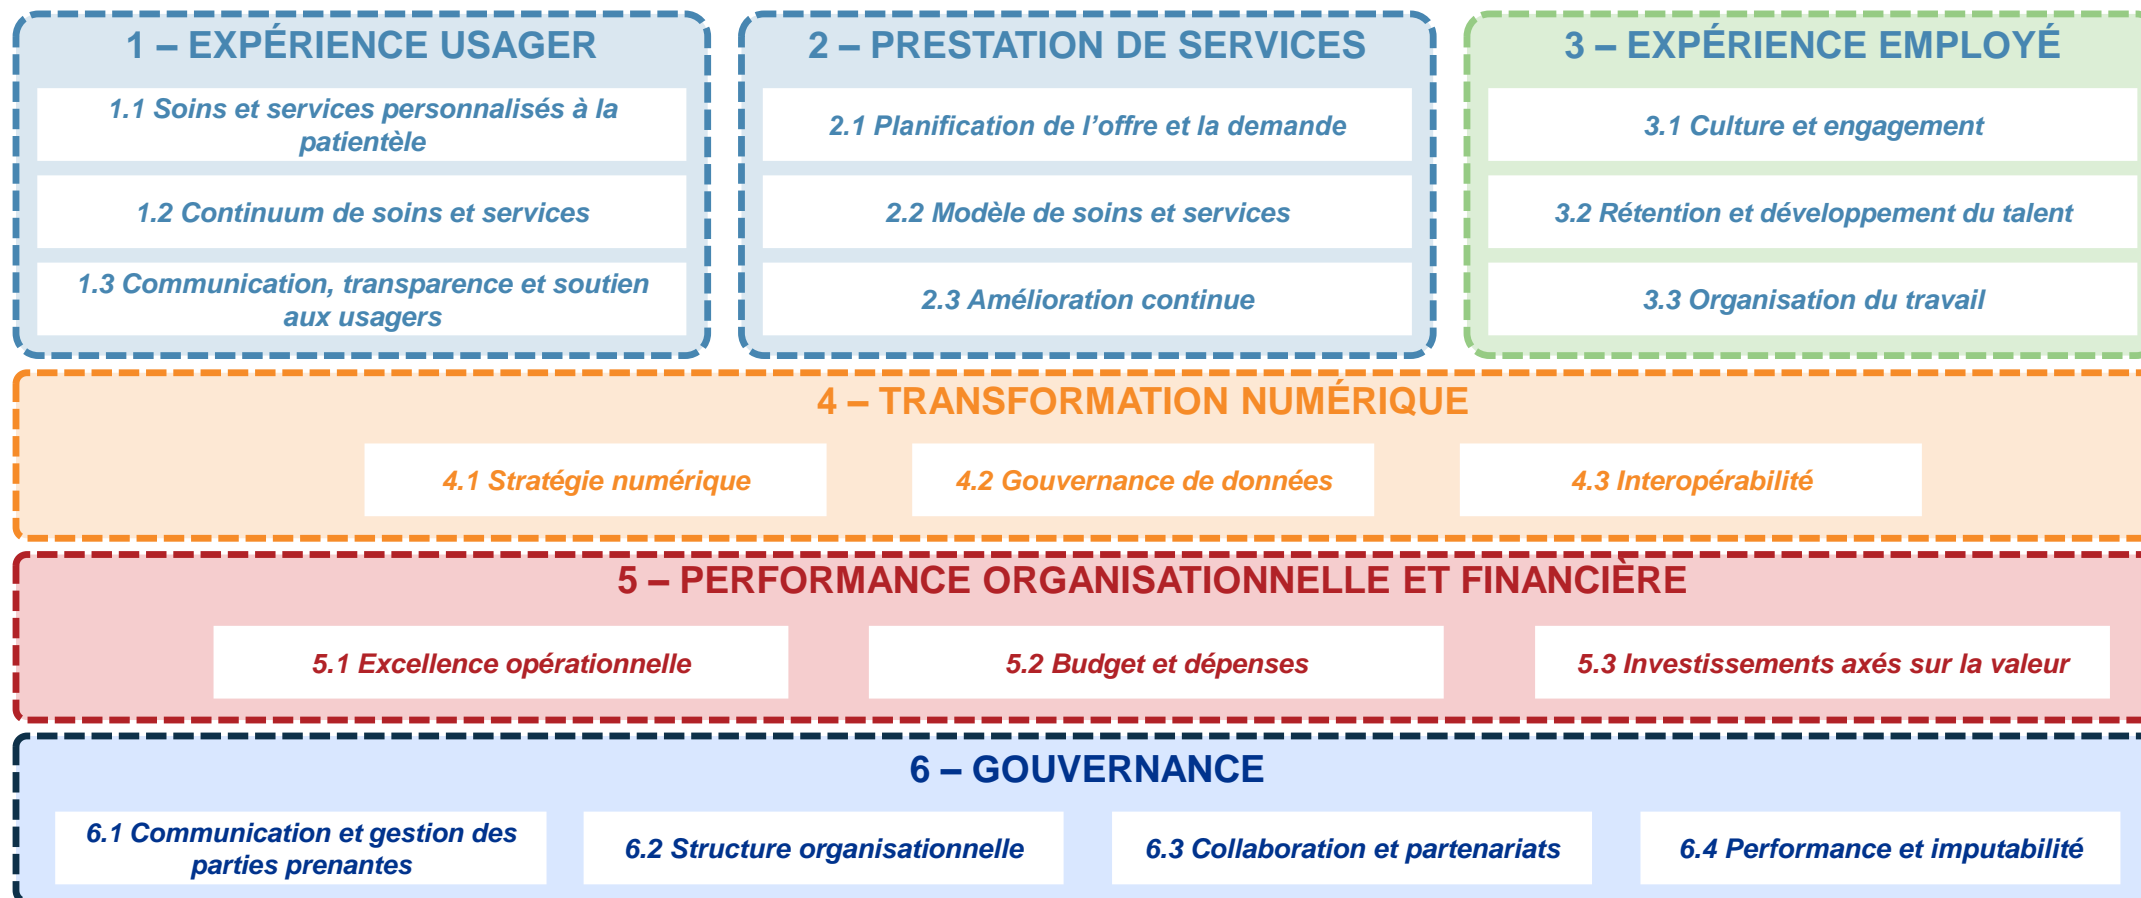 1 – EXPÉRIENCE USAGER
1.1 Soins et services personnalisés à la
patientèle
1.2 Continuum de soins et services
1.3 Communication, transparence et soutien
aux usagers
2 – PRESTATION DE SERVICES
2.1 Planification de l’offre et la demande
2.2 Modèle de soins et services
2.3 Amélioration continue
3 – EXPÉRIENCE EMPLOYÉ
3.1 Culture et engagement
3.2 Rétention et développement du talent
3.3 Organisation du travail
4 – TRANSFORMATION NUMÉRIQUE
4.1 Stratégie numérique
4.2 Gouvernance de données
4.3 Interopérabilité
5 – PERFORMANCE ORGANISATIONNELLE ET FINANCIÈRE
5.1 Excellence opérationnelle
5.2 Budget et dépenses
5.3 Investissements axés sur la valeur
6 – GOUVERNANCE
6.1 Communication et gestion des
parties prenantes
6.2 Structure organisationnelle
6.3 Collaboration et partenariats
6.4 Performance et imputabilité